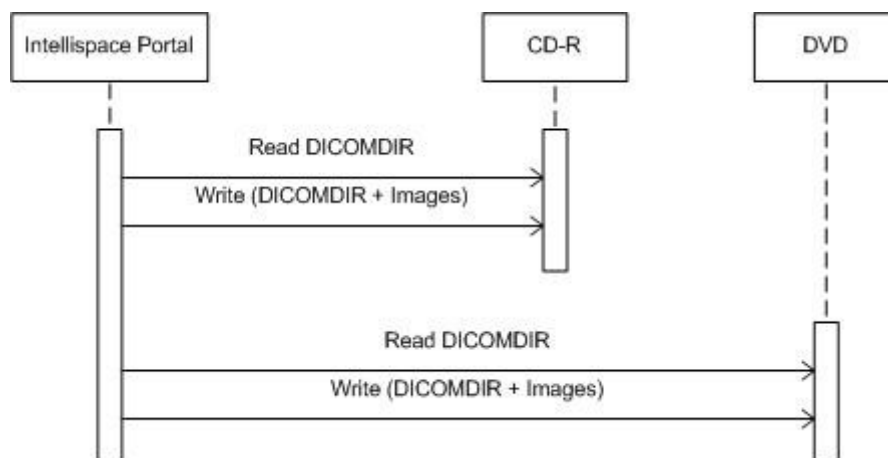 Intellispace Portal
CD-R
DVD
Read DICOMDIR
Write (DICOMDIR + Images)
Read DICOMDIR
Write (DICOMDIR + Images)